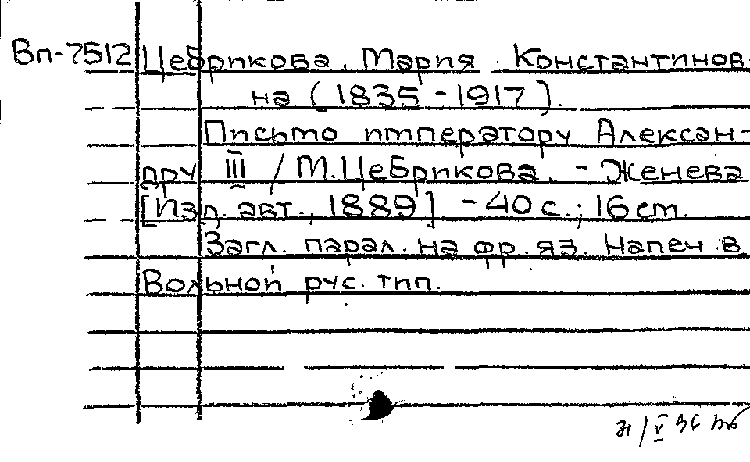 Вп-7512 Цебрикова, Мария Константинов-
на (1835-1917).
Письмо императору Алексан-
дру III / М.Цебрикова. - Женева
[Изд. авт., 1889] - 40 с.; 16 cm.
Загл. парал. на фр. яз. Напеч. в
Вольной рус. тип.